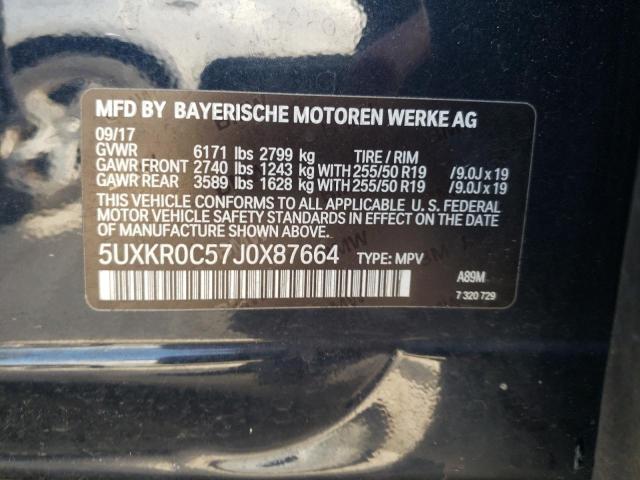 MFD BY BAYERISCHE MOTOREN WERKE AG
09/17
GVWR 6171 lbs 2799 kg TIRE / RIM
GAWR FRONT 2740 lbs 1243 kg WITH 255/50 R19 /9.0J x 19
GAWR REAR 3589 lbs 1628 kg WITH 255/50 R19 /9.0J x 19
THIS VEHICLE CONFORMS TO ALL APPLICABLE U. S. FEDERAL
MOTOR VEHICLE SAFETY STANDARDS IN EFFECT ON THE DATE
OF MANUFACTURE SHOWN ABOVE.
5UXKR0C57J0X87664 TYPE: MPV
A89M
7 320 729